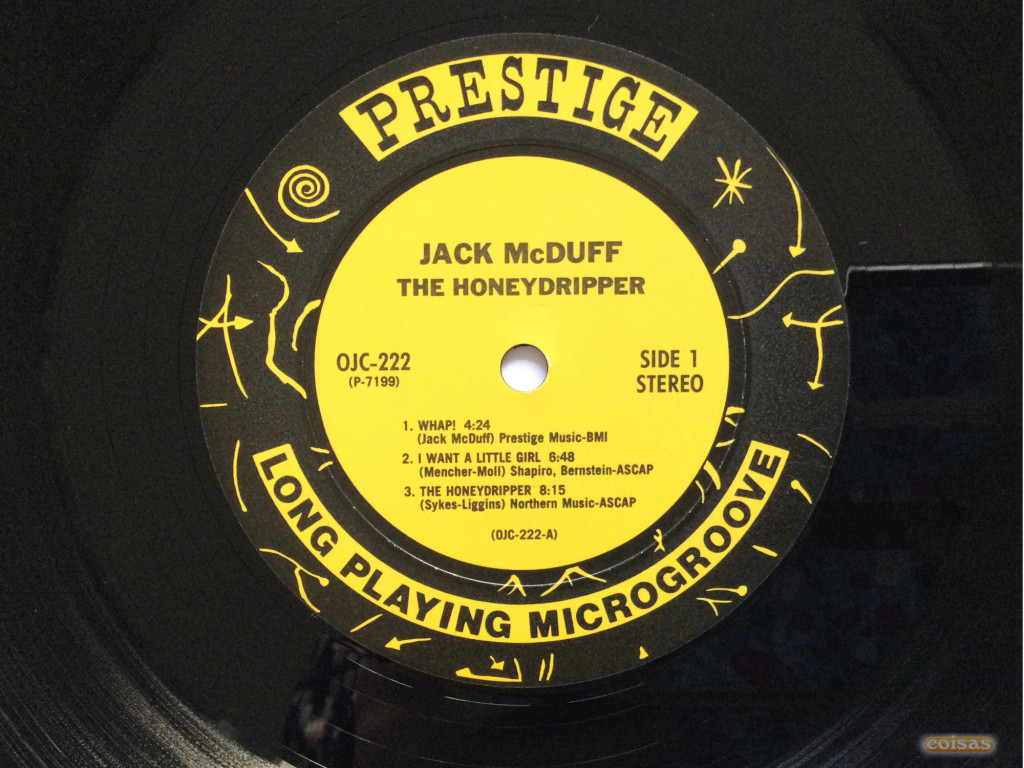 PRESTIGE
JACK McDUFF
THE HONEYDRIPPER
OJC-222
(P-7199)
SIDE 1
STEREO
1. WHAP! 4:24
(Jack McDuff) Prestige Music-BMI
2. I WANT A LITTLE GIRL 6:48
(Mencher-Moll) Shapiro, Bernstein-ASCAP
3. THE HONEYDRIPPER 8:15
(Sykes-Liggins) Northern Music-ASCAP
(OJC-222-A)
LONG PLAYING MICROGROOVE
coisas